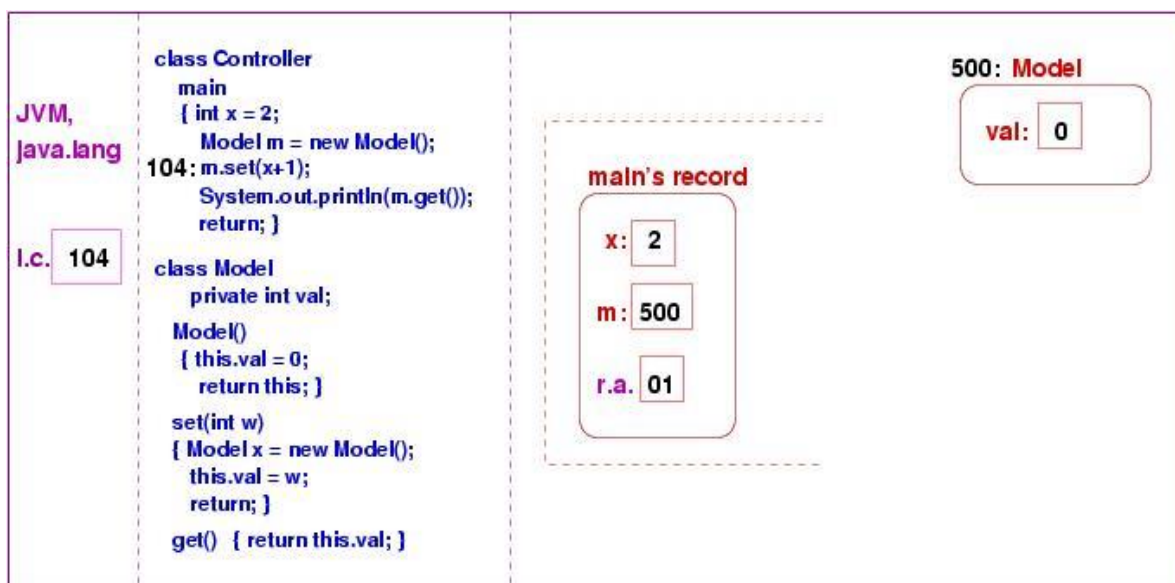 JVM,
java.lang
l.c. 104
class Controller
main
{ int x = 2;
Model m = new Model();
104: m.set(x+1);
System.out.println(m.get());
return; }
class Model
private int val;
Model()
{ this.val = 0;
return this; }
set(int w)
{ Model x = new Model();
this.val = w;
return; }
get() { return this.val; }
main's record
x: 2
m: 500
r.a. 01
500: Model
val: 0